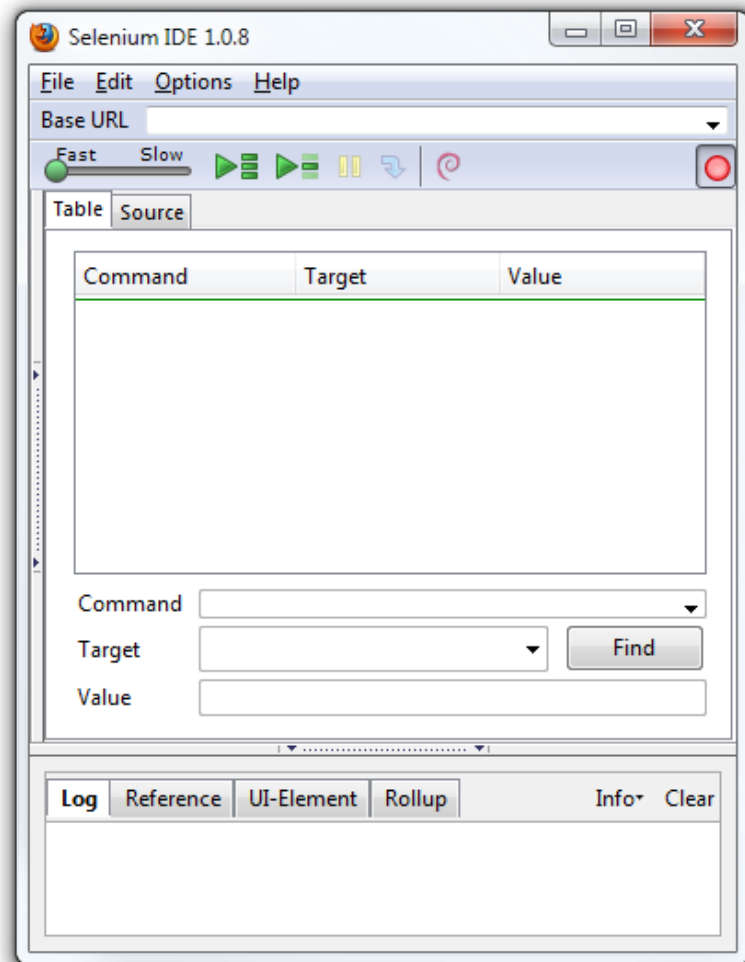 Selenium IDE 1.0.8
File Edit Options Help
Base URL
Fast Slow
Table Source
Command Target Value
Command
Target Find
Value
Log Reference UI-Element Rollup Info Clear